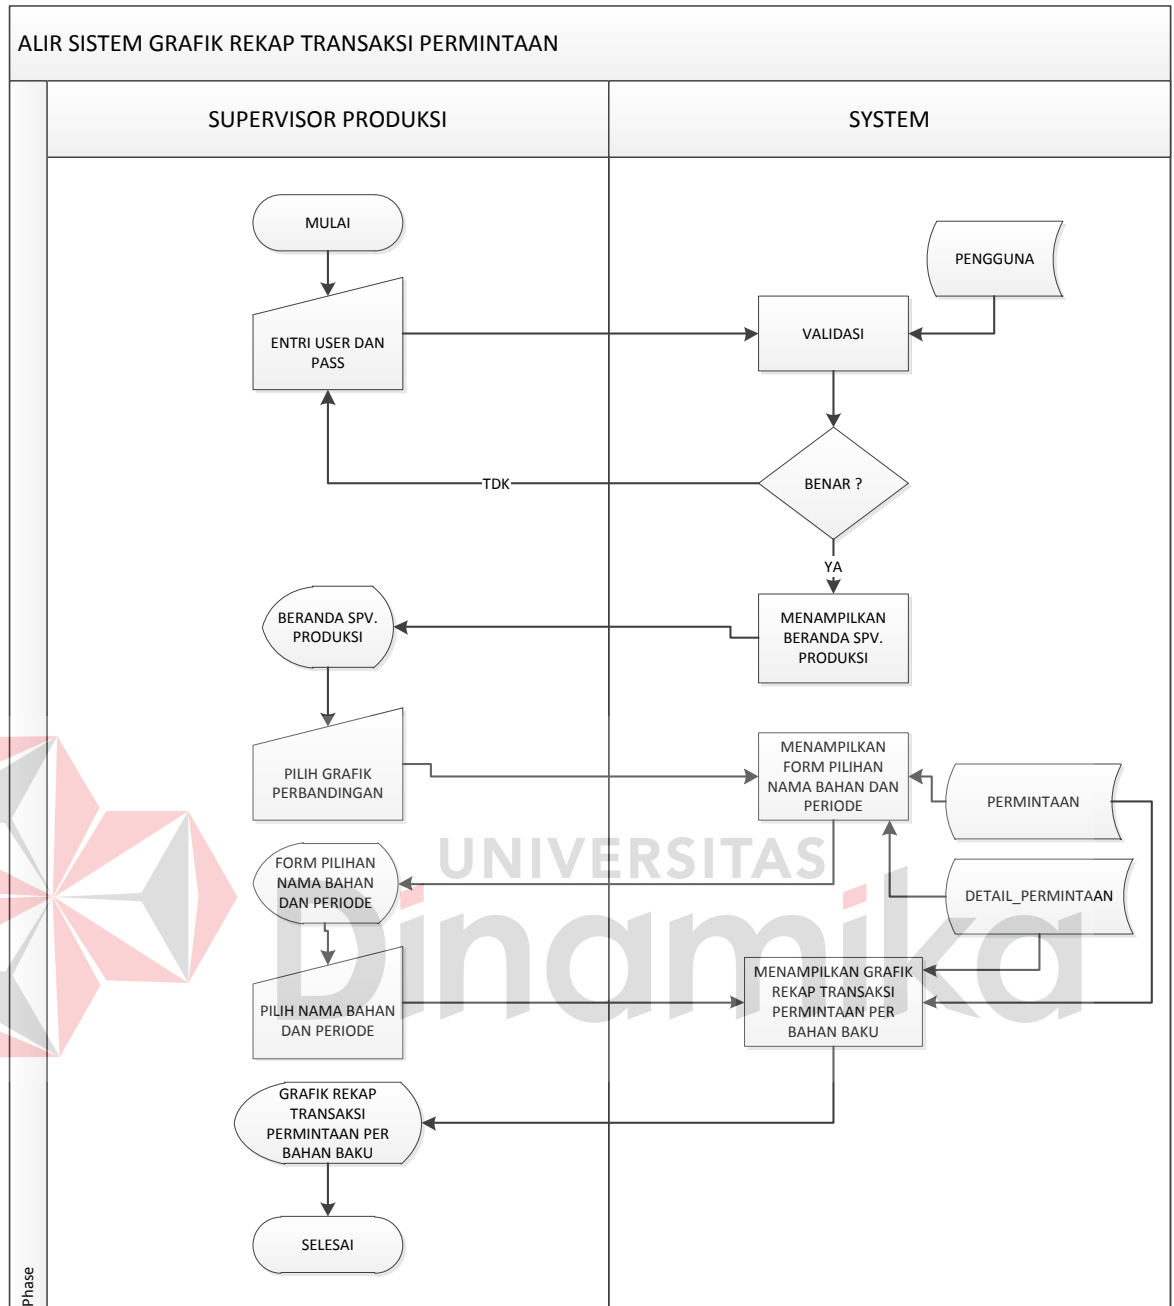 ALIR SISTEM GRAFIK REKAP TRANSAKSI PERMINTAAN
SUPERVISOR PRODUKSI
SYSTEM
MULAI
PENGGUNA
ENTRI USER DAN
PASS
VALIDASI
BENAR ?
TDK
YA
BERANDA SPV.
PRODUKSI
MENAMPILKAN
BERANDA SPV.
PRODUKSI
PILIH GRAFIK
PERBANDINGAN
MENAMPILKAN
FORM PILIHAN
NAMA BAHAN DAN
PERIODE
PERMINTAAN
FORM PILIHAN
NAMA BAHAN
DAN PERIODE
DETAIL_PERMINTAAN
UNIVERSITAS
Dinamika
PILIH NAMA BAHAN
DAN PERIODE
MENAMPILKAN GRAFIK
REKAP TRANSAKSI
PERMINTAAN PER
BAHAN BAKU
GRAFIK REKAP
TRANSAKSI
PERMINTAAN PER
BAHAN BAKU
SELESAI
Phase